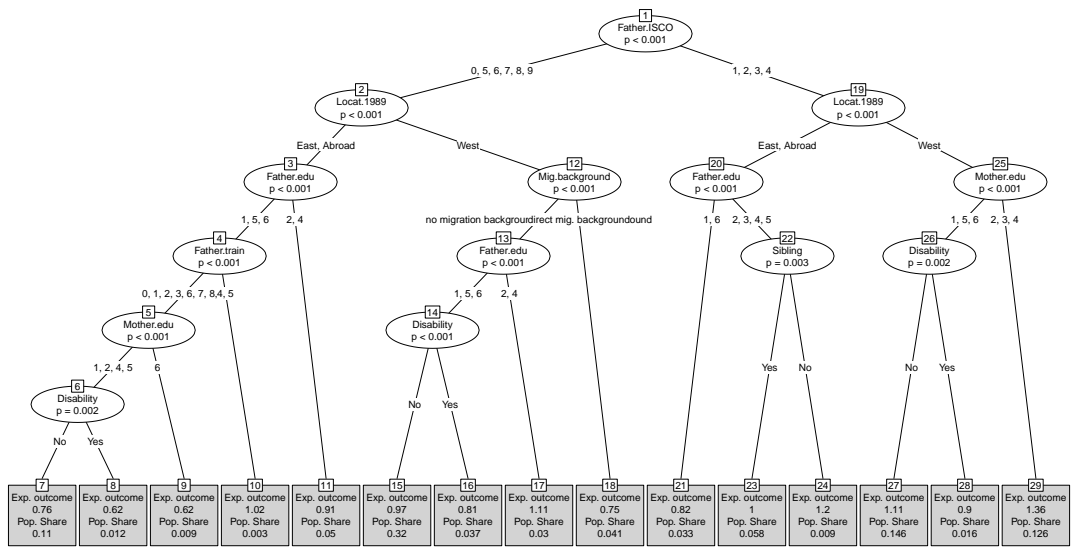 1
Father.ISCO
p < 0.001
0, 5, 6, 7, 8, 9
1, 2, 3, 4
2
Locat.1989
p < 0.001
19
Locat.1989
p < 0.001
East, Abroad
West
East, Abroad
West
3
Father.edu
p < 0.001
12
Mig.background
p < 0.001
20
Father.edu
p < 0.001
25
Mother.edu
p < 0.001
1, 5, 6
2, 4
no migration backgroundirect mig. backgroundound
1, 6
2, 3, 4, 5
1, 5, 6
2, 3, 4
4
Father.train
p < 0.001
13
Father.edu
p < 0.001
22
Sibling
p = 0.003
26
Disability
p = 0.002
0, 1, 2, 3, 6, 7, 8,4, 5
1, 5, 6
2, 4
5
Mother.edu
p < 0.001
14
Disability
p < 0.001
1, 2, 4, 5
6
Yes
No
No
Yes
6
Disability
p = 0.002
No
Yes
No
Yes
7
Exp. outcome
0.76
Pop. Share
0.11
8
Exp. outcome
0.62
Pop. Share
0.012
9
Exp. outcome
0.62
Pop. Share
0.009
10
Exp. outcome
1.02
Pop. Share
0.003
11
Exp. outcome
0.91
Pop. Share
0.05
15
Exp. outcome
0.97
Pop. Share
0.32
16
Exp. outcome
0.81
Pop. Share
0.037
17
Exp. outcome
1.11
Pop. Share
0.03
18
Exp. outcome
0.75
Pop. Share
0.041
21
Exp. outcome
0.82
Pop. Share
0.033
23
Exp. outcome
1
Pop. Share
0.058
24
Exp. outcome
1.2
Pop. Share
0.009
27
Exp. outcome
1.11
Pop. Share
0.146
28
Exp. outcome
0.9
Pop. Share
0.016
29
Exp. outcome
1.36
Pop. Share
0.126